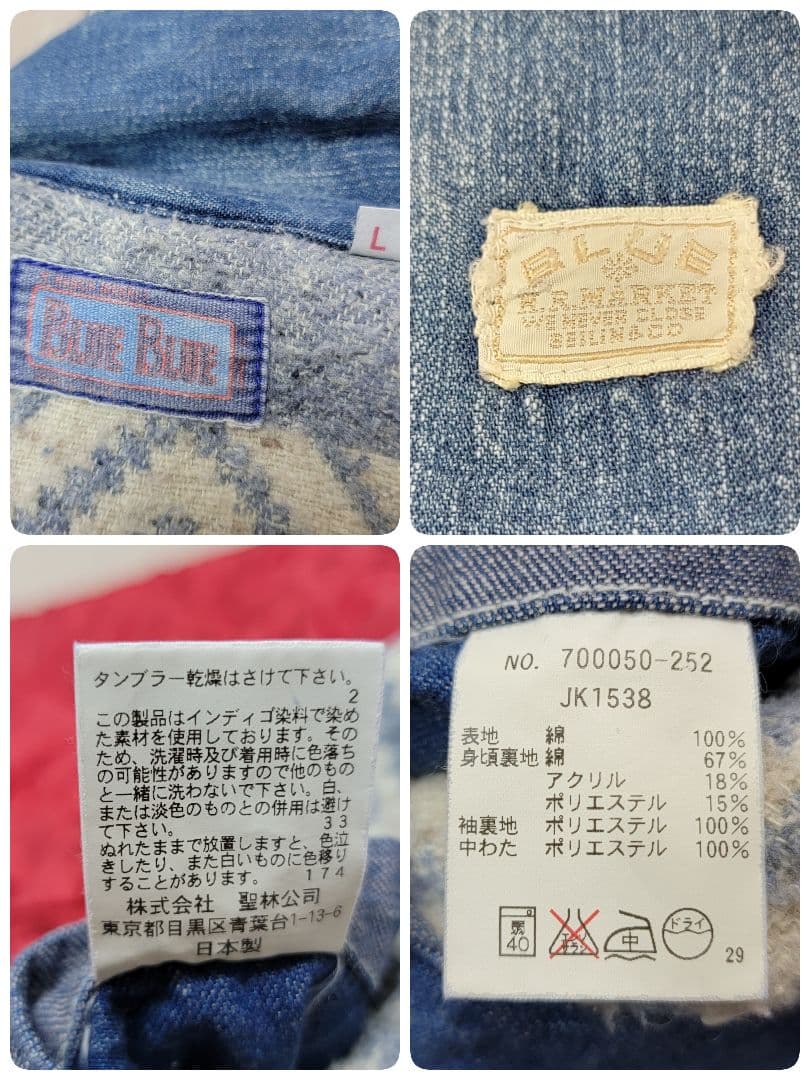 L
BLUE BLUE
BLUE
H.R.MARKET
WE NEVER CLOSE
SEILIN & CO
タンブラー乾燥はさけて下さい。
2
この製品はインディゴ染料で染め
た素材を使用しております。その
ため、洗濯時及び着用時に色落ち
の可能性がありますので他のもの
と一緒に洗わないで下さい。白、
または淡色のものとの併用は避け
て下さい。
33
ぬれたままで放置しますと、色泣
きしたり、また白いものに色移り
することがあります。 174
株式会社 聖林公司
東京都目黒区青葉台1-13-6
日本製
NO. 700050-252
JK1538
表地 綿 100%
身頃裏地 綿 67%
アクリル 18%
ポリエステル 15%
袖裏地 ポリエステル 100%
中わた ポリエステル 100%
弱
40
エンソ
サラシ
中
ドライ
29